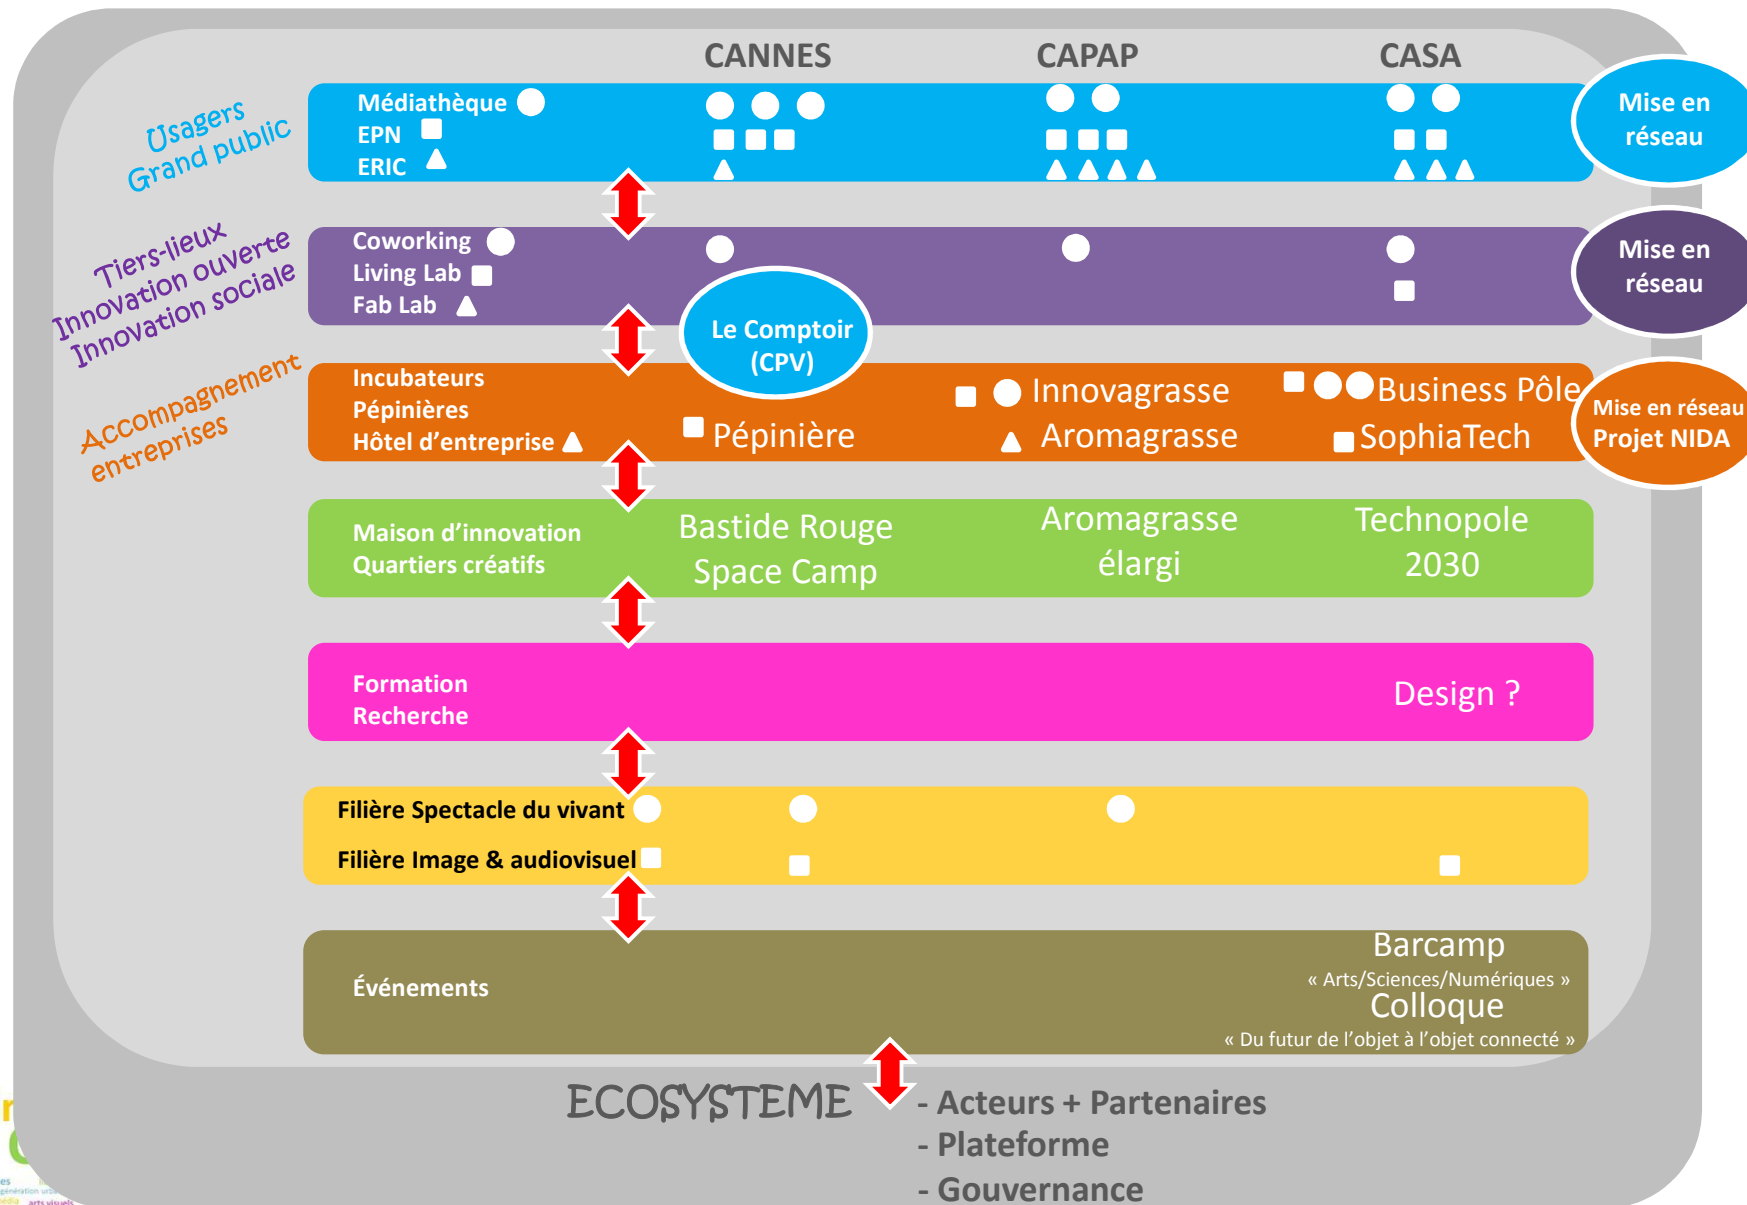 CANNES CAPAP CASA
Usagers
Grand public
Médiathèque
EPN
ERIC
Mise en
réseau
Tiers-lieux
Innovation ouverte
Innovation sociale
Coworking
Living Lab
Fab Lab
Mise en
réseau
Le Comptoir
(CPV)
Accompagnement
entreprises
Incubateurs
Pépinières
Hôtel d'entreprise
Pépinière
Innovagrasse
Aromagrasse
Business Pôle
SophiaTech
Mise en réseau
Projet NIDA
Maison d'innovation
Quartiers créatifs
Bastide Rouge
Space Camp
Aromagrasse
élargi
Technopole
2030
Formation
Recherche
Design ?
Filière Spectacle du vivant
Filière Image & audiovisuel
Événements
Barcamp
« Arts/Sciences/Numériques »
Colloque
« Du futur de l'objet à l'objet connecté »
ECOSYSTEME
- Acteurs + Partenaires
- Plateforme
- Gouvernance
arts visuels